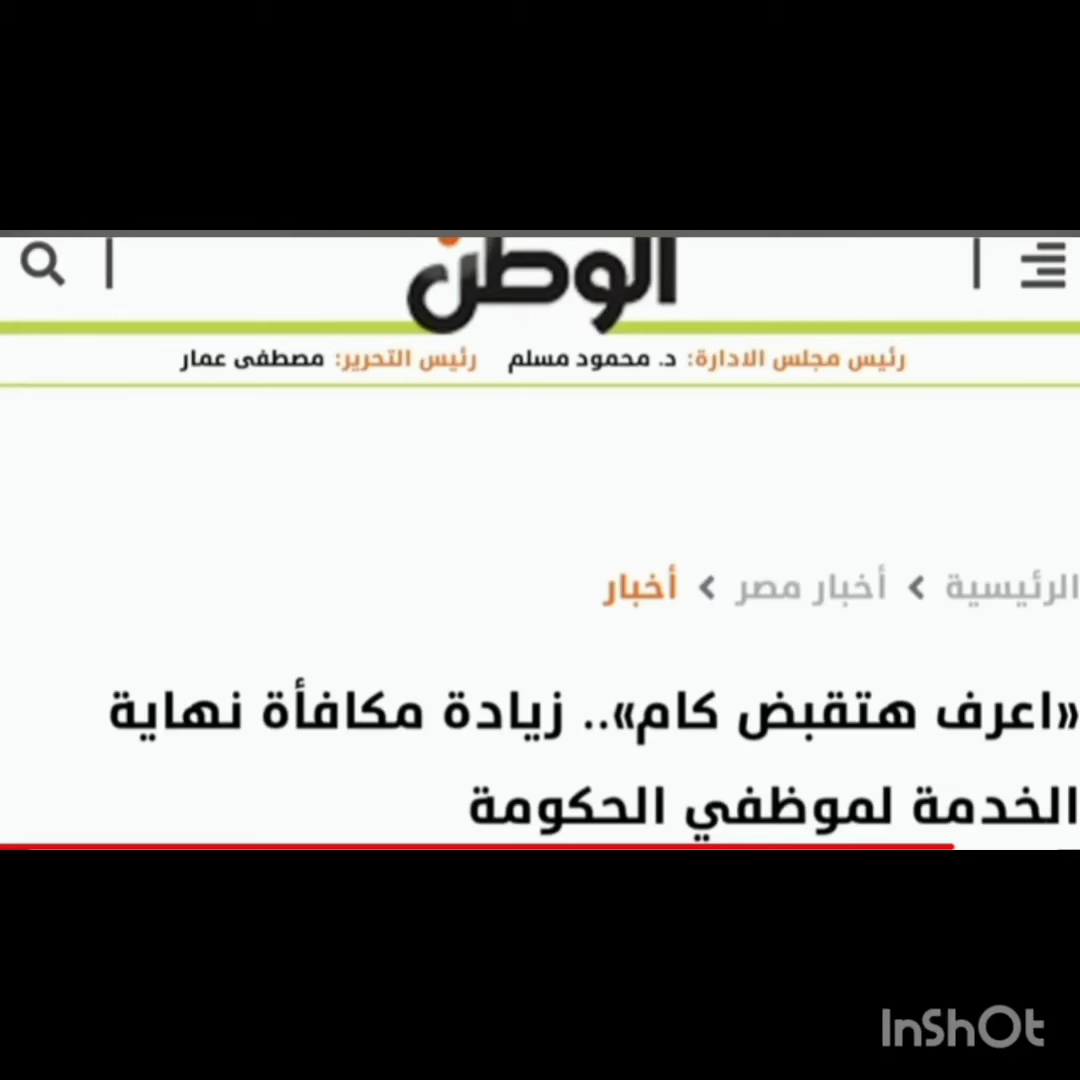 الوطن
رئيس مجلس الادارة: د. محمود مسلم رئيس التحرير: مصطفى عمار
الرئيسية > أخبار مصر > أخبار
«اعرف هتقبض كام».. زيادة مكافأة نهاية
الخدمة لموظفي الحكومة
InShOt